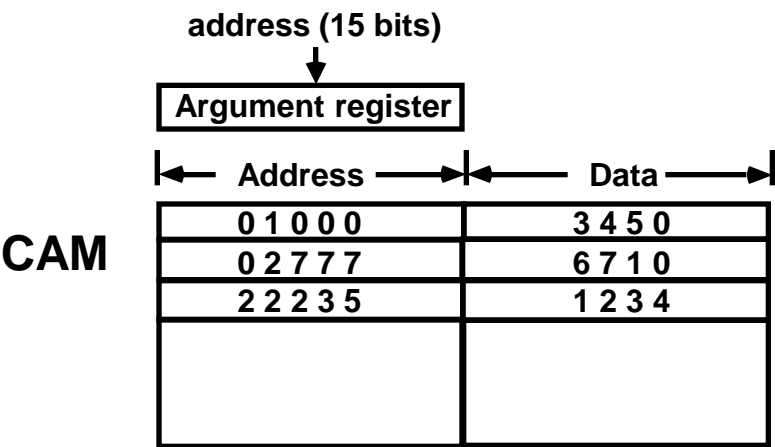 address (15 bits)
Argument register
Address Data
0 1 0 0 0 3 4 5 0
CAM
0 2 7 7 7 6 7 1 0
2 2 2 3 5 1 2 3 4